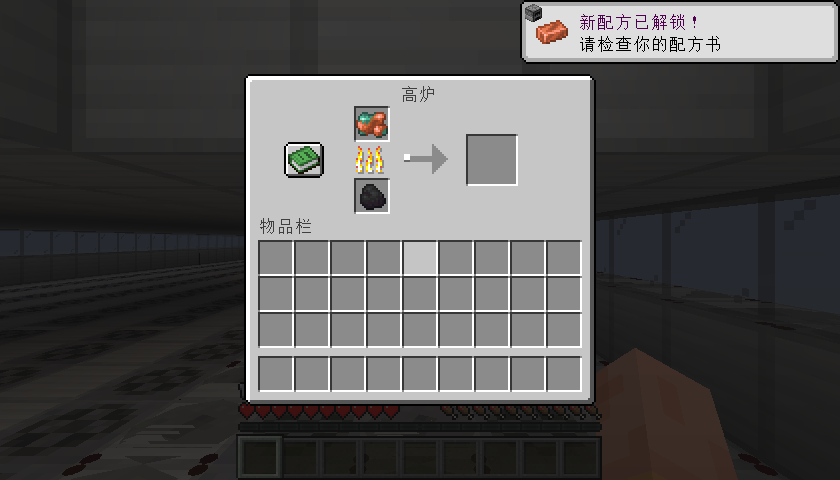 新配方已解锁！
请检查你的配方书
高炉
物品栏